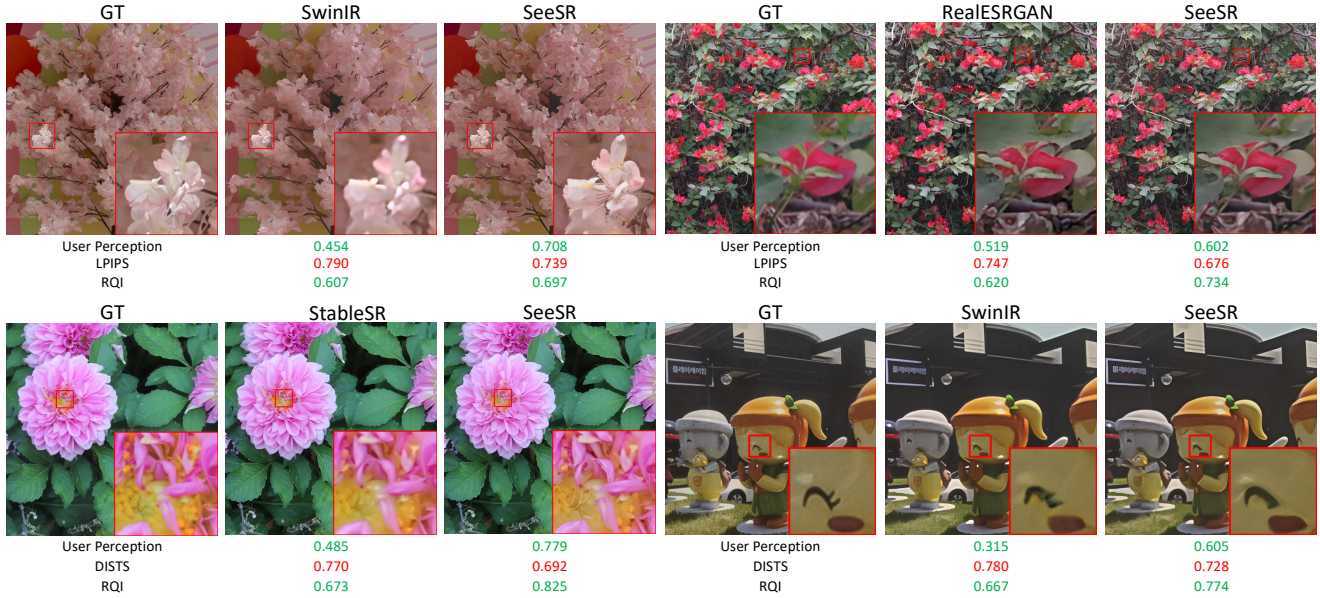 GT SwinIR SeeSR GT RealESRGAN SeeSR
User Perception 0.454 0.708 User Perception 0.519 0.602
LPIPS 0.790 0.739 LPIPS 0.747 0.676
RQI 0.607 0.697 RQI 0.620 0.734
GT StableSR SeeSR GT SwinIR SeeSR
User Perception 0.485 0.779 User Perception 0.315 0.605
DISTS 0.770 0.692 DISTS 0.780 0.728
RQI 0.673 0.825 RQI 0.667 0.774